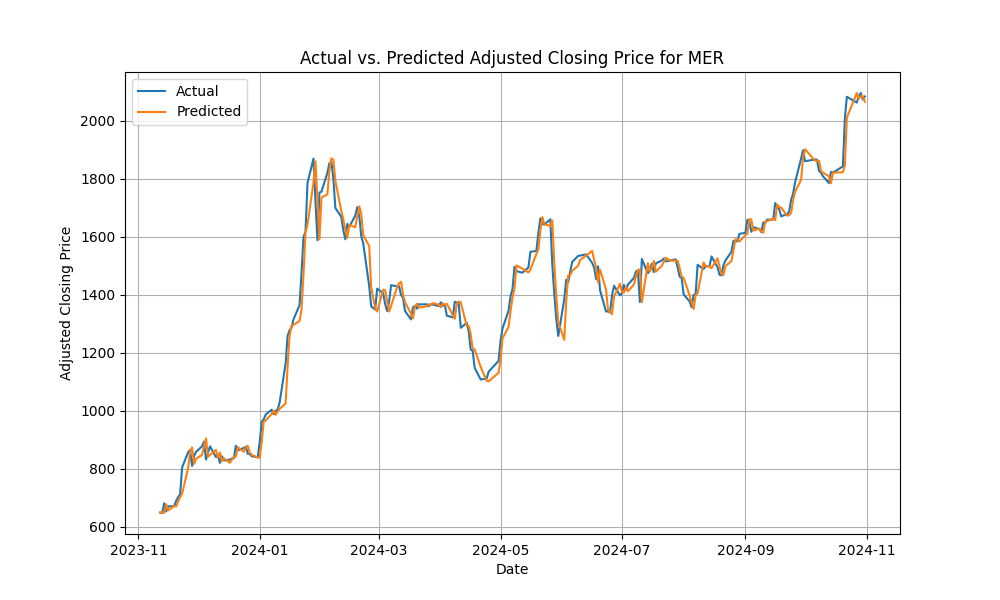 Actual vs. Predicted Adjusted Closing Price for MER
Actual
Predicted
Adjusted Closing Price
2000
1800
1600
1400
1200
1000
800
600
2023-11 2024-01 2024-03 2024-05 2024-07 2024-09 2024-11
Date